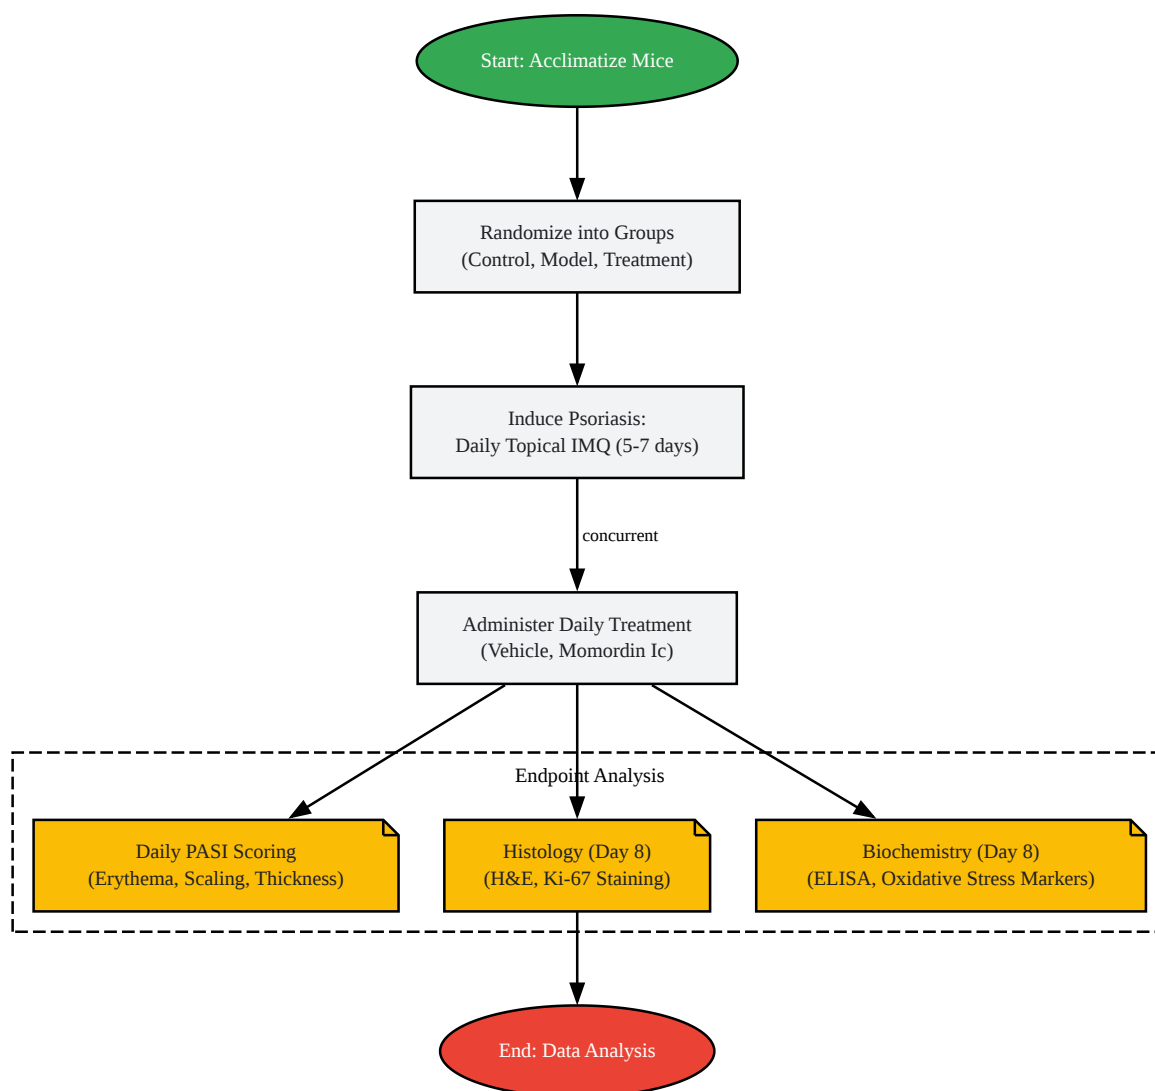 Start: Acclimatize Mice
Randomize into Groups
(Control, Model, Treatment)
Induce Psoriasis:
Daily Topical IMQ (5-7 days)
concurrent
Administer Daily Treatment
(Vehicle, Momordin Ic)
Endpoint Analysis
Daily PASI Scoring
(Erythema, Scaling, Thickness)
Histology (Day 8)
(H&E, Ki-67 Staining)
Biochemistry (Day 8)
(ELISA, Oxidative Stress Markers)
End: Data Analysis